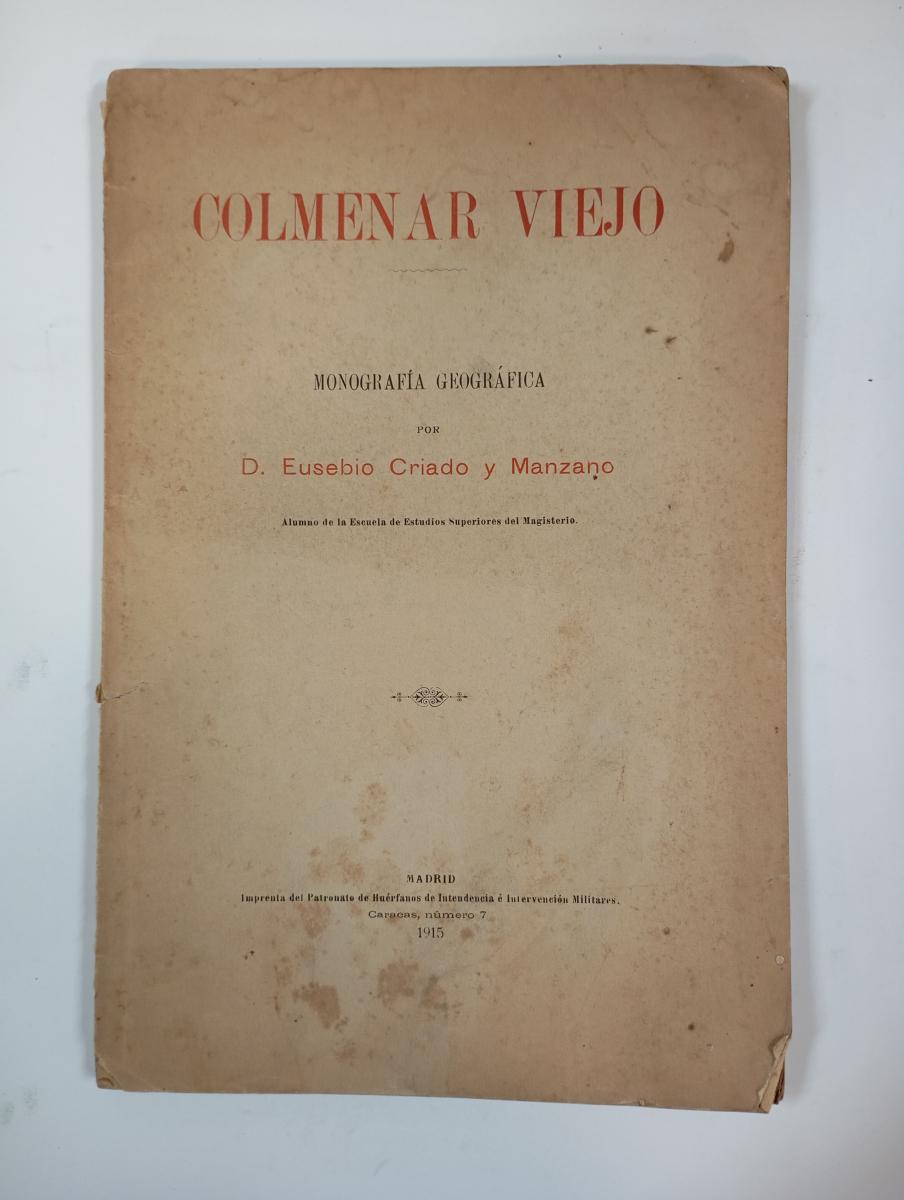 COLMENAR VIEJO
MONOGRAFÍA GEOGRÁFICA
POR
D. Eusebio Criado y Manzano
Alumno de la Escuela de Estudios Superiores del Magisterio.
MADRID
Imprenta del Patronato de Huérfanos de Intendencia é Intervención Militares.
Caracas, número 7
1915